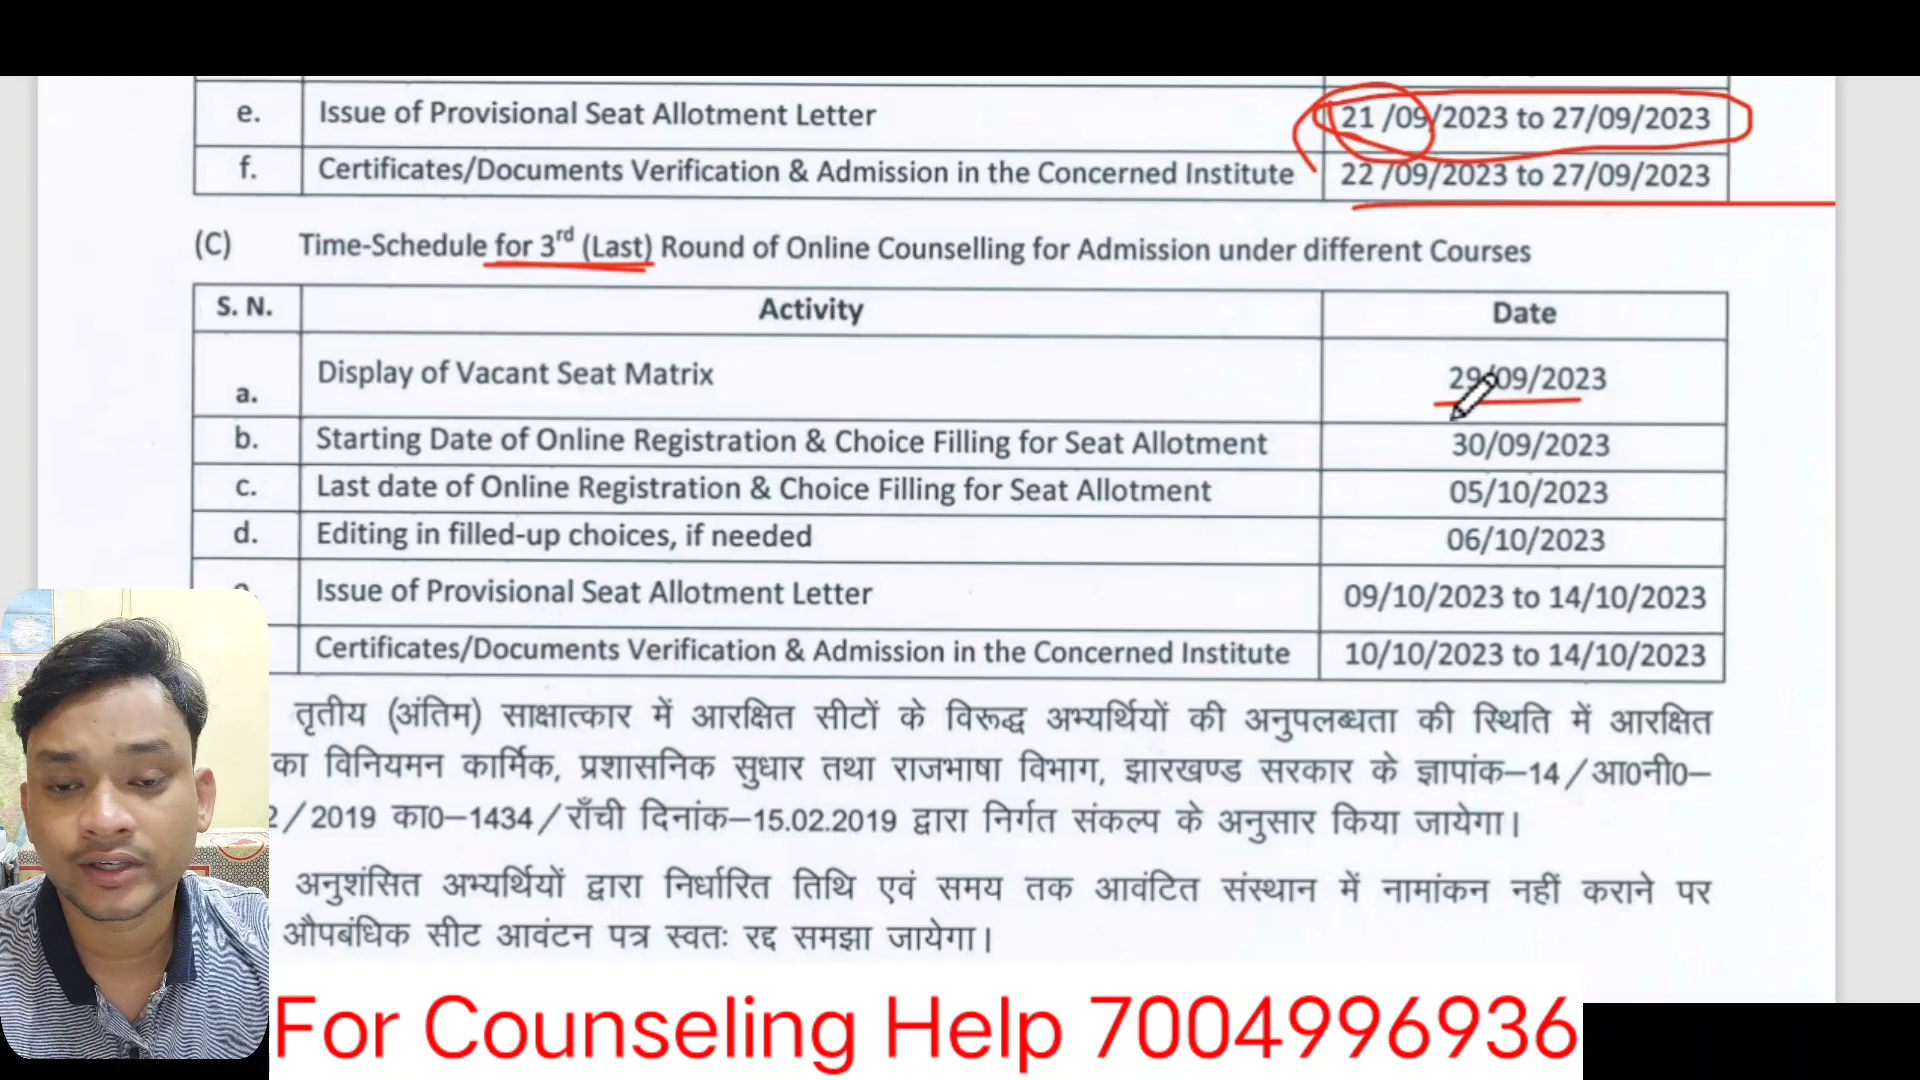 e. Issue of Provisional Seat Allotment Letter 21 /09/2023 to 27/09/2023
f. Certificates/Documents Verification & Admission in the Concerned Institute 22 /09/2023 to 27/09/2023
(C) Time-Schedule for 3rd (Last) Round of Online Counselling for Admission under different Courses
S. N. Activity Date
a. Display of Vacant Seat Matrix 29/09/2023
b. Starting Date of Online Registration & Choice Filling for Seat Allotment 30/09/2023
c. Last date of Online Registration & Choice Filling for Seat Allotment 05/10/2023
d. Editing in filled-up choices, if needed 06/10/2023
Issue of Provisional Seat Allotment Letter 09/10/2023 to 14/10/2023
Certificates/Documents Verification & Admission in the Concerned Institute 10/10/2023 to 14/10/2023
तृतीय (अंतिम) साक्षात्कार में आरक्षित सीटों के विरूद्ध अभ्यर्थियों की अनुपलब्धता की स्थिति में आरक्षित
का विनियमन कार्मिक, प्रशासनिक सुधार तथा राजभाषा विभाग, झारखण्ड सरकार के ज्ञापांक–14/आ0नी0–
2/2019 का0–1434/राँची दिनांक–15.02.2019 द्वारा निर्गत संकल्प के अनुसार किया जायेगा।
अनुशंसित अभ्यर्थियों द्वारा निर्धारित तिथि एवं समय तक आवंटित संस्थान में नामांकन नहीं कराने पर
औपबंधिक सीट आवंटन पत्र स्वतः रद्द समझा जायेगा।
For Counseling Help 7004996936